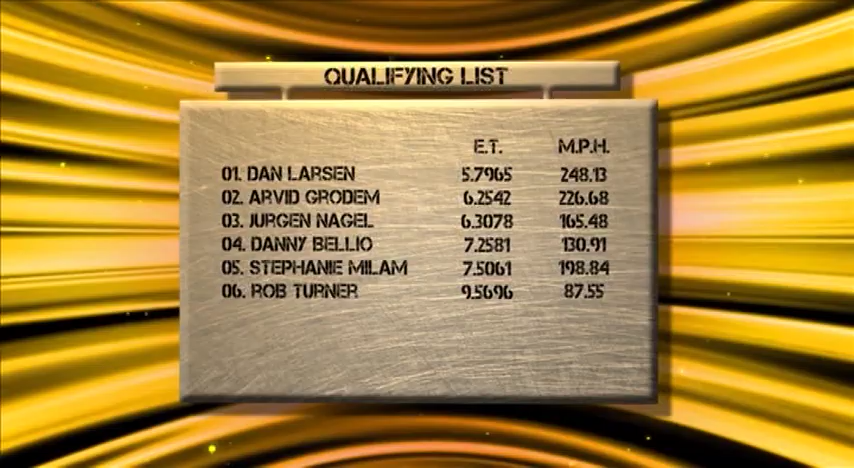 QUALIFYING LIST
E.T. M.P.H.
01. DAN LARSEN 5.7965 248.13
02. ARVID GRODEM 6.2542 226.68
03. JURGEN NAGEL 6.3078 165.48
04. DANNY BELLIO 7.2581 130.91
05. STEPHANIE MILAM 7.5061 198.84
06. ROB TURNER 9.5696 87.55